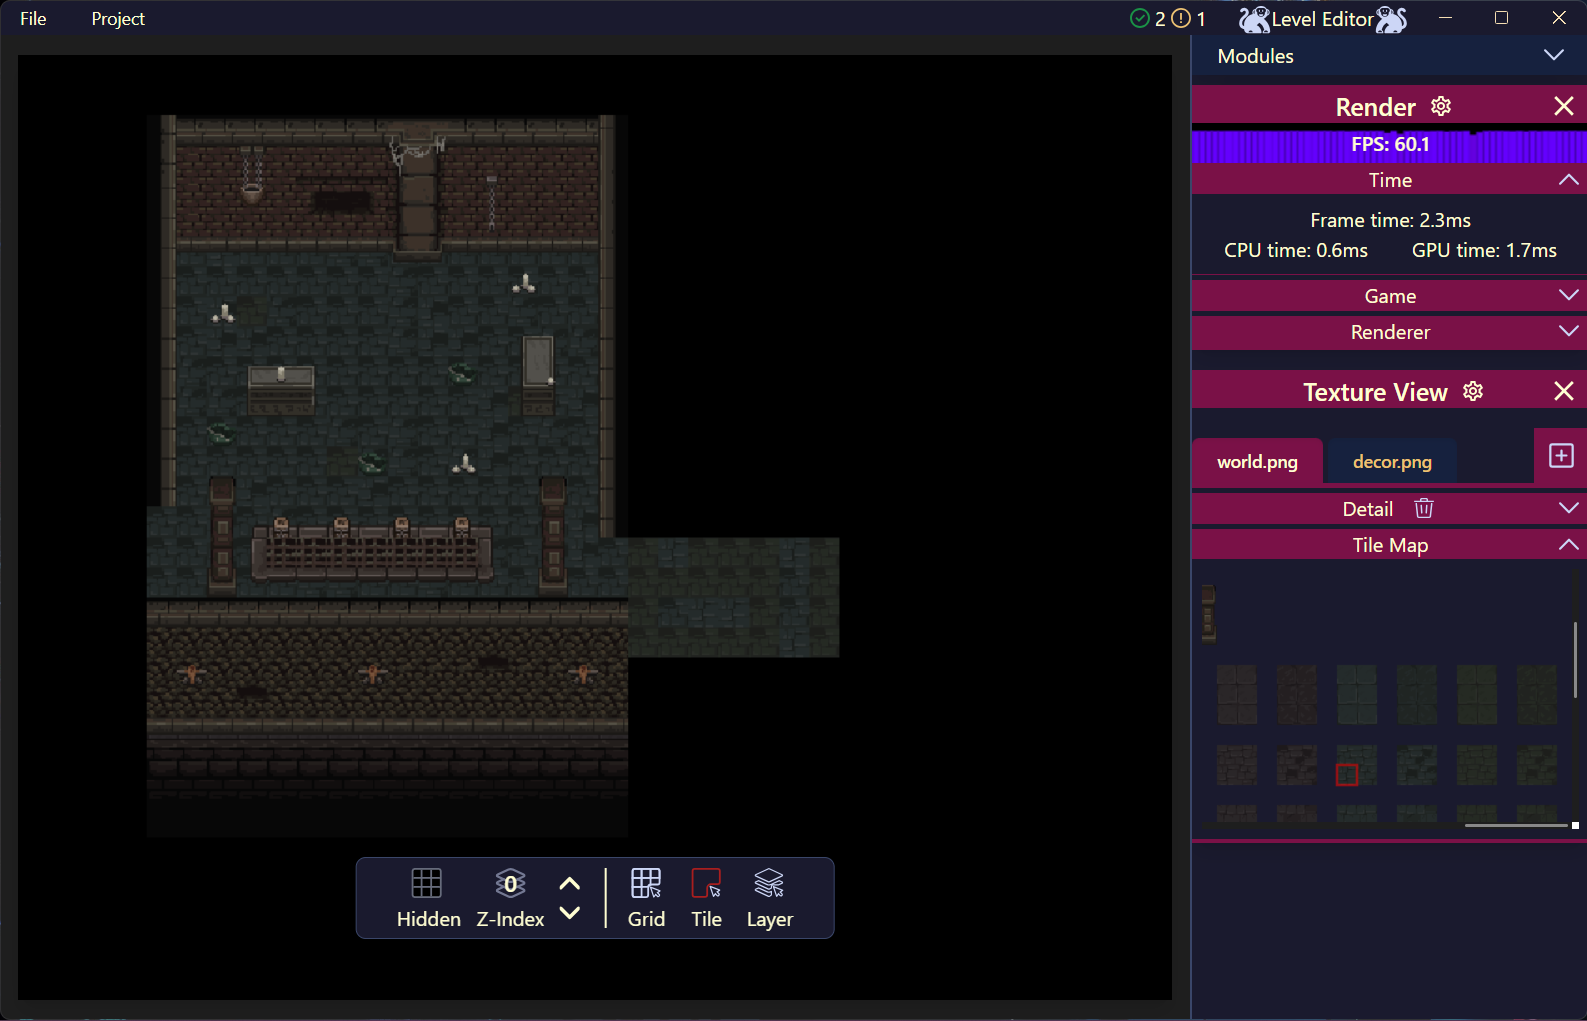 File Project 2 1 Level Editor
Modules
Render
FPS: 60.1
Time
Frame time: 2.3ms
CPU time: 0.6ms GPU time: 1.7ms
Game
Renderer
Texture View
world.png decor.png
Detail
Tile Map
0
Hidden Z-Index Grid Tile Layer